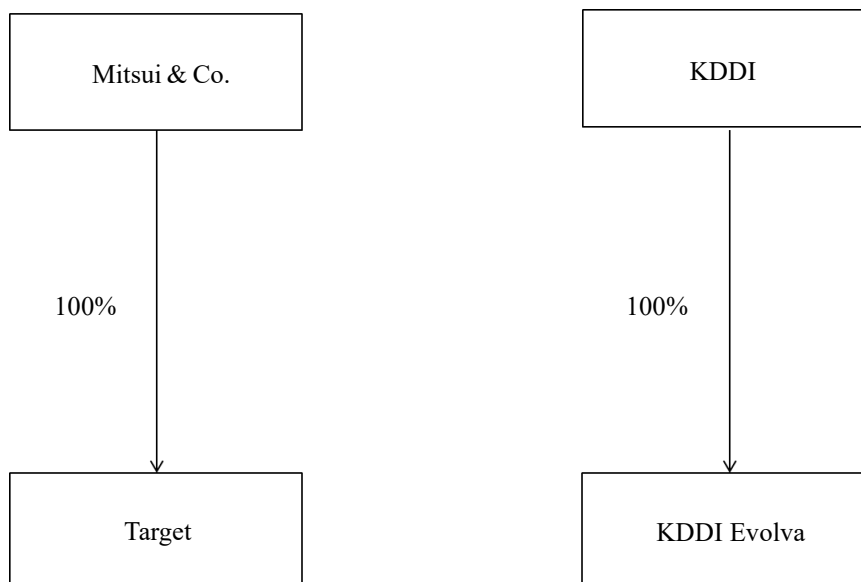 Mitsui & Co.
KDDI
100%
100%
Target
KDDI Evolva